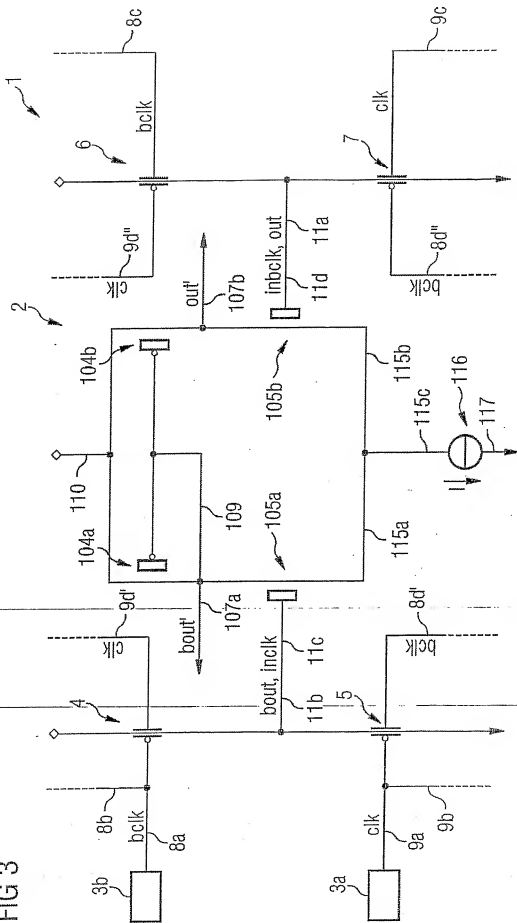 FIG 3
1
2
8c
9d"
clk
6
bclk
4
9d'
clk
8b
bclk
8a
3b
110
104a
104b
109
out'
107b
bout'
107a
inbclk, out
11d
11a
105a
105b
bout, inclk
11b
11c
7
clk
9c
8d"
bclk
5
8d'
bclk
clk
9a
9b
3a
115a
115b
115c
116
I
117